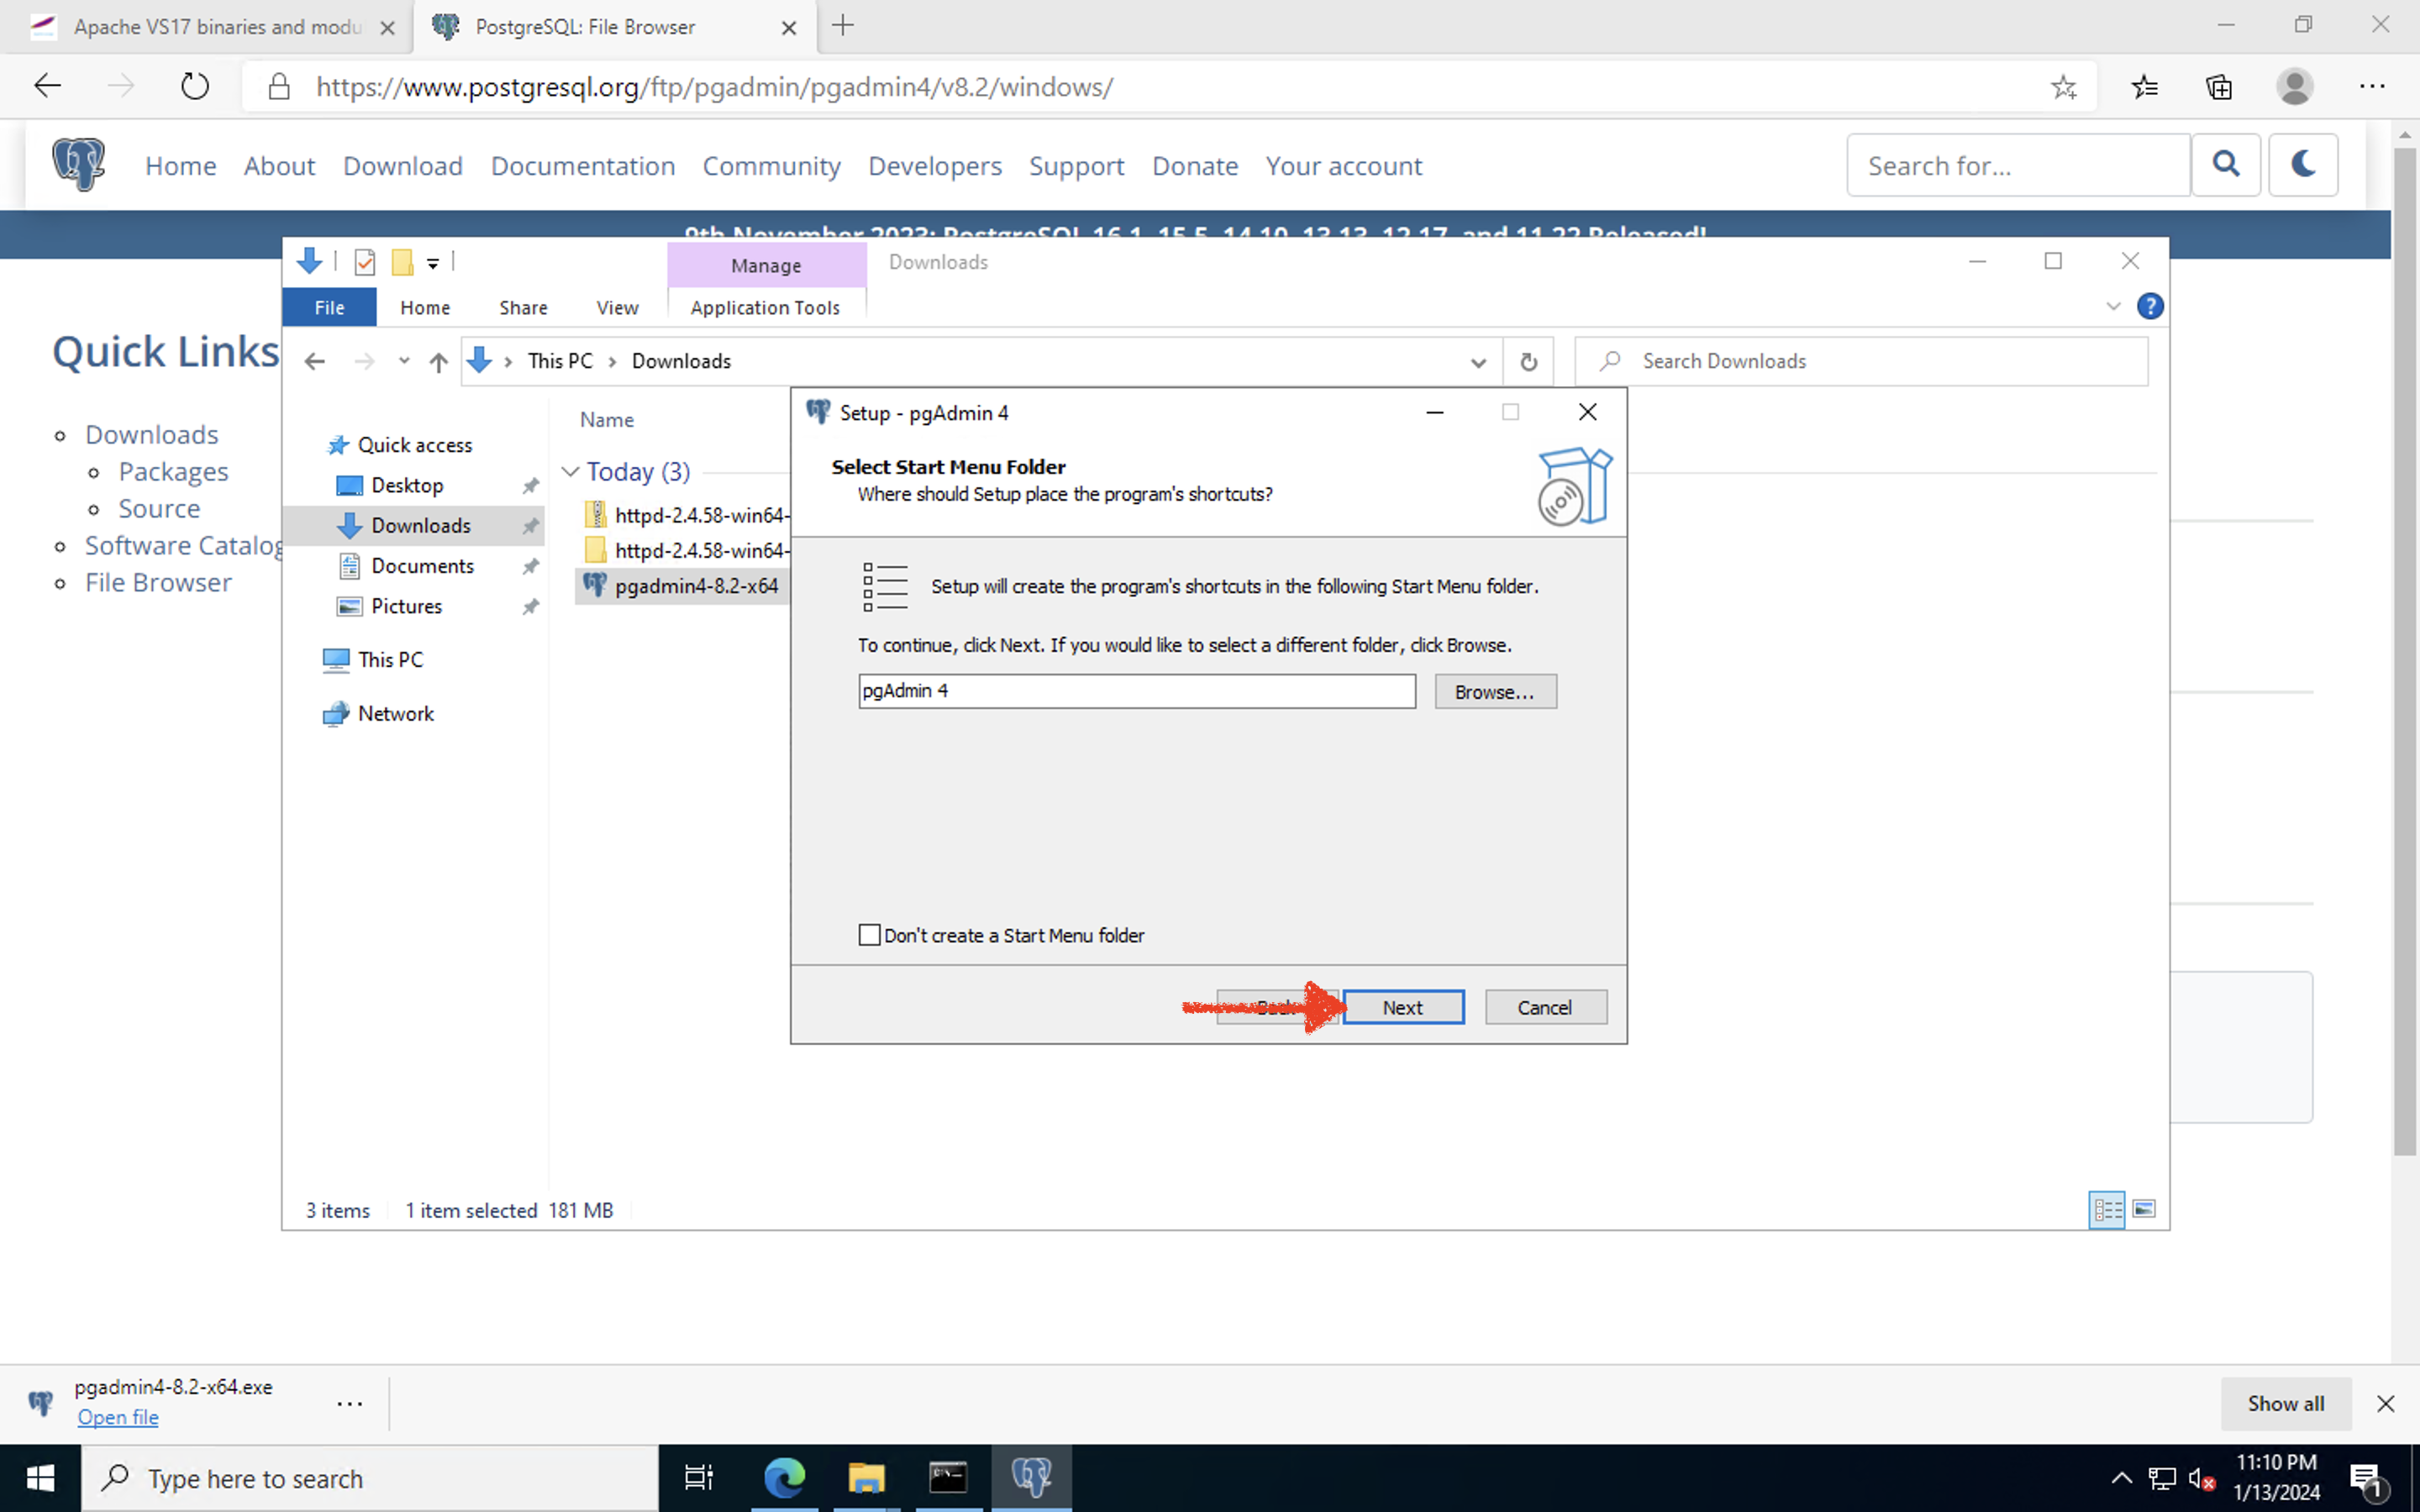 Apache VS17 binaries and modu
PostgreSQL: File Browser
https://www.postgresql.org/ftp/pgadmin/pgadmin4/v8.2/windows/
Home About Download Documentation Community Developers Support Donate Your account
Search for...
9th November 2023: PostgreSQL 16.1, 15.5, 14.10, 13.13, 12.17, and 11.22 Released!
Manage
Downloads
File Home Share View Application Tools
Quick Links
This PC Downloads
Search Downloads
Downloads
Packages
Source
Software Catalog
File Browser
Quick access
Desktop
Downloads
Documents
Pictures
This PC
Network
Name
Today (3)
httpd-2.4.58-win64-
httpd-2.4.58-win64-
pgadmin4-8.2-x64
Setup - pgAdmin 4
Select Start Menu Folder
Where should Setup place the program's shortcuts?
Setup will create the program's shortcuts in the following Start Menu folder.
To continue, click Next. If you would like to select a different folder, click Browse.
pgAdmin 4
Browse...
Don't create a Start Menu folder
Back
Next
Cancel
3 items 1 item selected 181 MB
pgadmin4-8.2-x64.exe
Open file
Show all
Type here to search
11:10 PM
1/13/2024
1